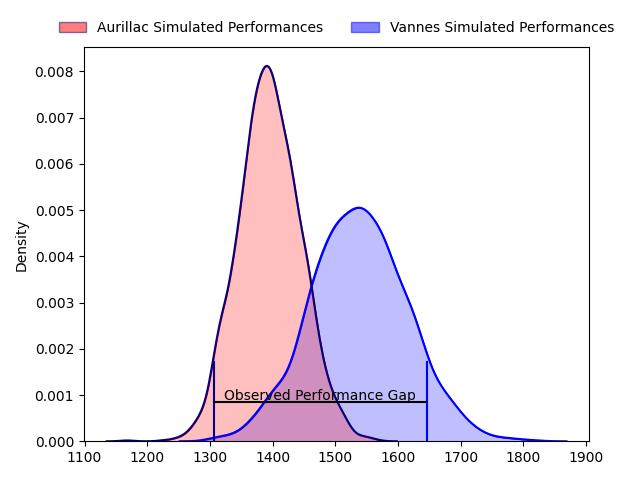 Aurillac Simulated Performances
Vannes Simulated Performances
0.008
0.007
0.006
0.005
0.004
0.003
0.002
0.001
0.000
Density
Observed Performance Gap
1100 1200 1300 1400 1500 1600 1700 1800 1900